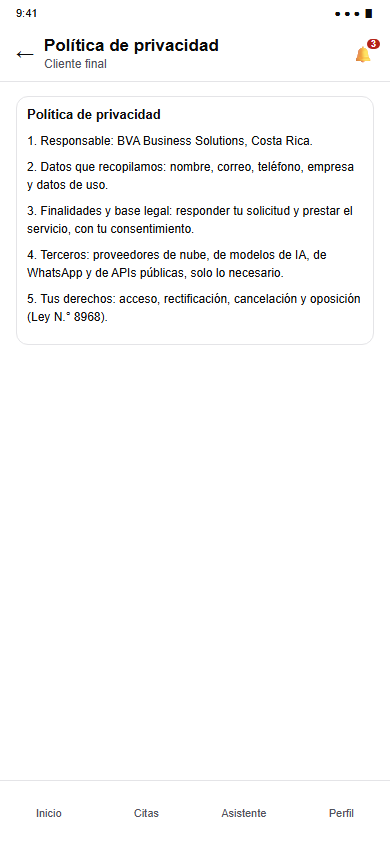 9:41
Política de privacidad
Cliente final
3
Política de privacidad
1. Responsable: BVA Business Solutions, Costa Rica.
2. Datos que recopilamos: nombre, correo, teléfono, empresa
y datos de uso.
3. Finalidades y base legal: responder tu solicitud y prestar el
servicio, con tu consentimiento.
4. Terceros: proveedores de nube, de modelos de IA, de
WhatsApp y de APIs públicas, solo lo necesario.
5. Tus derechos: acceso, rectificación, cancelación y oposición
(Ley N.° 8968).
Inicio
Citas
Asistente
Perfil